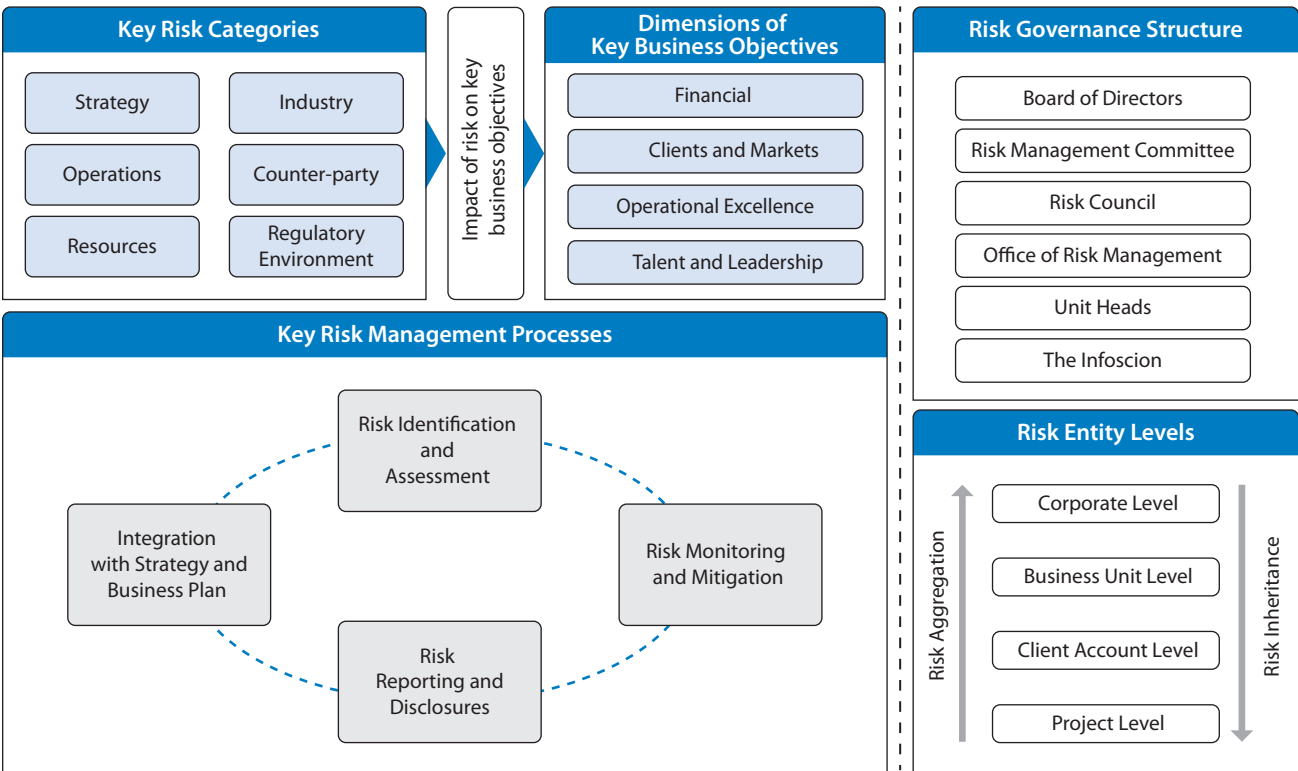 Key Risk Categories
Strategy
Industry
Operations
Counter-party
Resources
Regulatory
Environment
Impact of risk on key
business objectives
Dimensions of
Key Business Objectives
Financial
Clients and Markets
Operational Excellence
Talent and Leadership
Key Risk Management Processes
Risk Identification
and
Assessment
Integration
with Strategy and
Business Plan
Risk Monitoring
and Mitigation
Risk
Reporting and
Disclosures
Risk Governance Structure
Board of Directors
Risk Management Committee
Risk Council
Office of Risk Management
Unit Heads
The Infoscion
Risk Entity Levels
Risk Aggregation
Corporate Level
Business Unit Level
Client Account Level
Project Level
Risk Inheritance